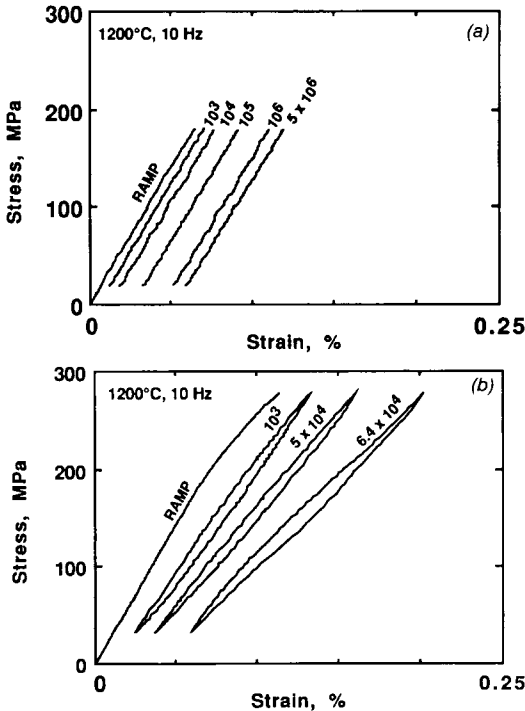 1200°C, 10 Hz
(a)
300
200
100
0
Stress, MPa
RAMP
10³
10⁴
10⁵
10⁶
5 x 10⁶
0
0.25
Strain, %
1200°C, 10 Hz
(b)
300
200
100
0
Stress, MPa
RAMP
10³
5 x 10⁴
6.4 x 10⁴
0
0.25
Strain, %